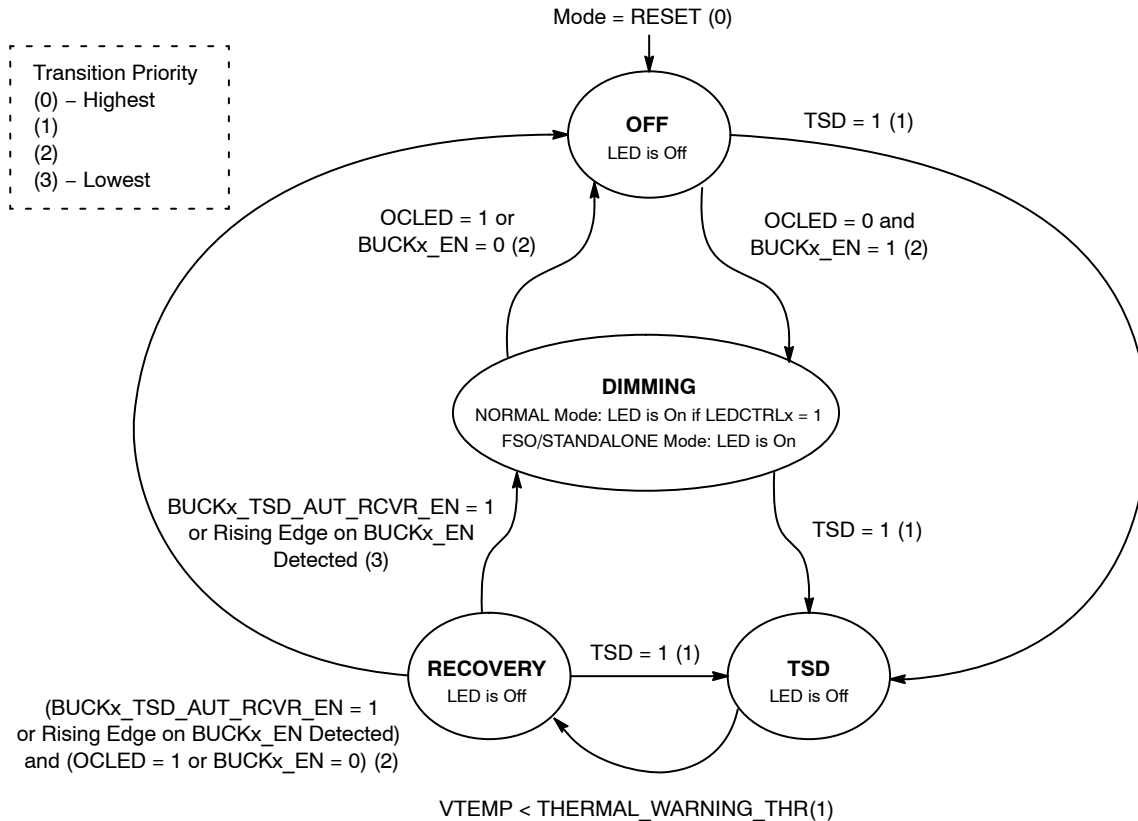 Mode = RESET (0)
Transition Priority
(0) – Highest
(1)
(2)
(3) – Lowest
OFF
LED is Off
TSD = 1 (1)
OCLED = 1 or
BUCKx_EN = 0 (2)
OCLED = 0 and
BUCKx_EN = 1 (2)
DIMMING
NORMAL Mode: LED is On if LEDCTRLx = 1
FSO/STANDALONE Mode: LED is On
BUCKx_TSD_AUT_RCVR_EN = 1
or Rising Edge on BUCKx_EN
Detected (3)
TSD = 1 (1)
RECOVERY
LED is Off
TSD = 1 (1)
TSD
LED is Off
(BUCKx_TSD_AUT_RCVR_EN = 1
or Rising Edge on BUCKx_EN Detected)
and (OCLED = 1 or BUCKx_EN = 0) (2)
VTEMP < THERMAL_WARNING_THR(1)